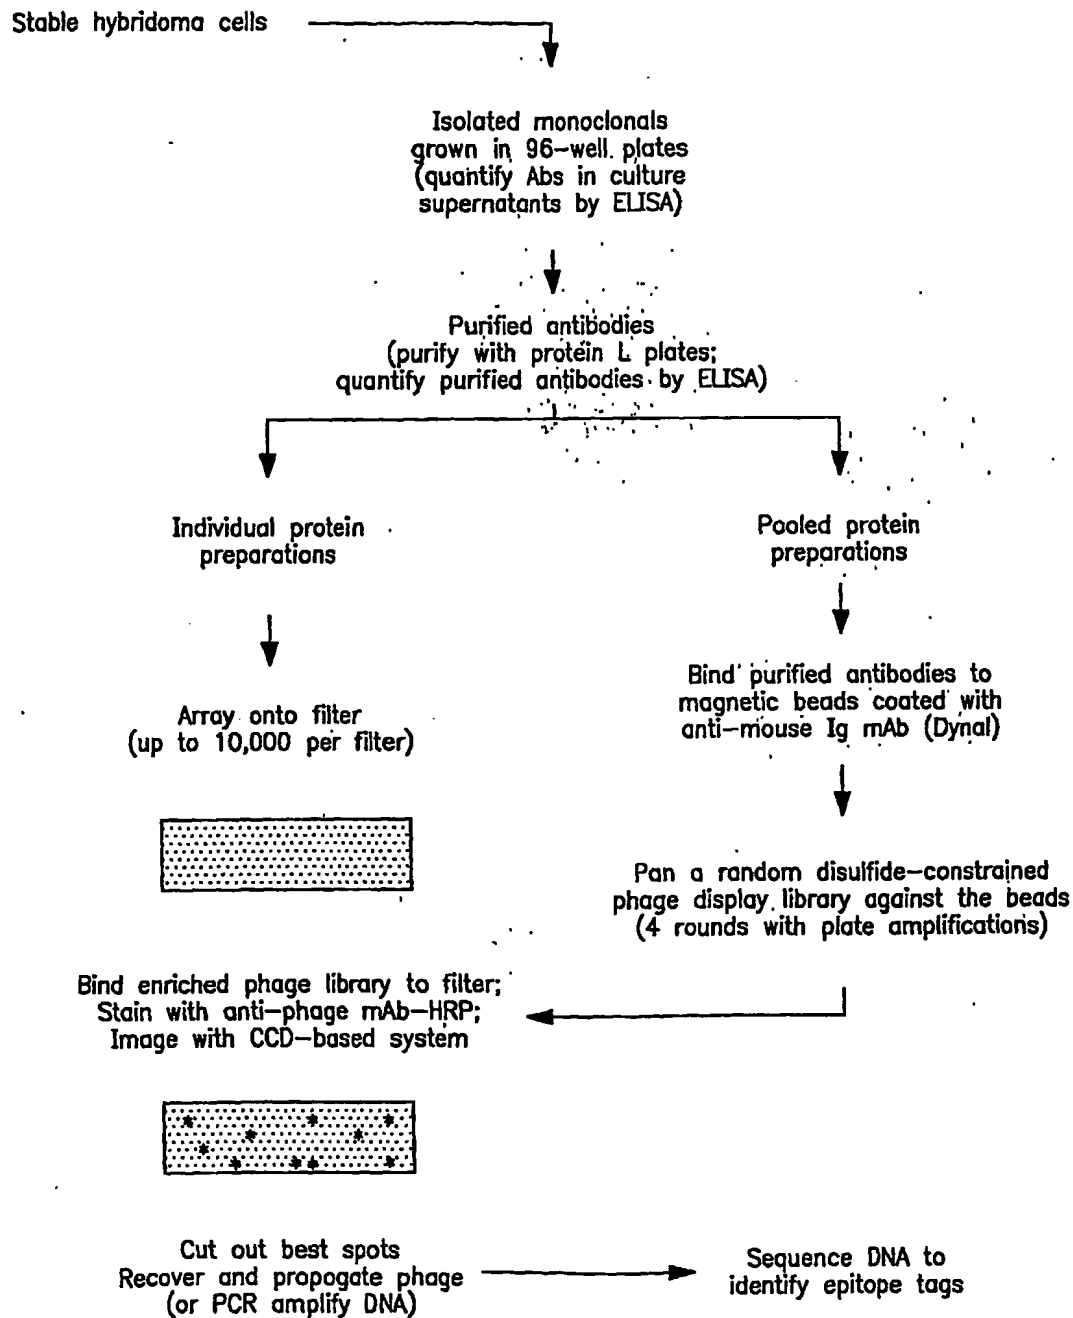 Stable hybridoma cells
Isolated monoclonals
grown in 96-well plates
(quantify Abs in culture
supernatants by ELISA)
Purified antibodies
(purify with protein L plates;
quantify purified antibodies by ELISA)
Individual protein
preparations
Array onto filter
(up to 10,000 per filter)
Pooled protein
preparations
Bind purified antibodies to
magnetic beads coated with
anti-mouse Ig mAb (Dynal)
Pan a random disulfide-constrained
phage display library against the beads
(4 rounds with plate amplifications)
Bind enriched phage library to filter;
Stain with anti-phage mAb-HRP;
Image with CCD-based system
Cut out best spots
Recover and propogate phage
(or PCR amplify DNA)
Sequence DNA to
identify epitope tags